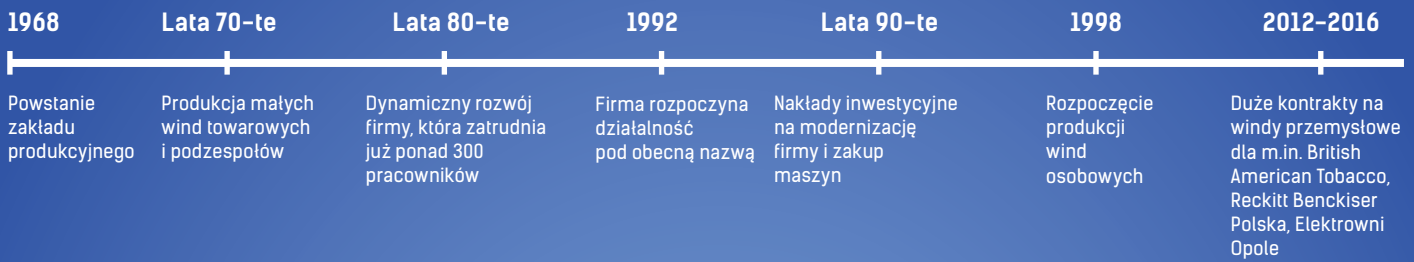 1968
Powstanie
zakładu
produkcyjnego
Lata 70-te
Produkcja małych
wind towarowych
i podzespołów
Lata 80-te
Dynamiczny rozwój
firmy, która zatrudnia
już ponad 300
pracowników
1992
Firma rozpoczyna
działalność
pod obecną nazwą
Lata 90-te
Nakłady inwestycyjne
na modernizację
firmy i zakup
maszyn
1998
Rozpoczęcie
produkcji
wind
osobowych
2012-2016
Duże kontrakty na
windy przemysłowe
dla m.in. British
American Tobacco,
Reckitt Benckiser
Polska, Elektrowni
Opole